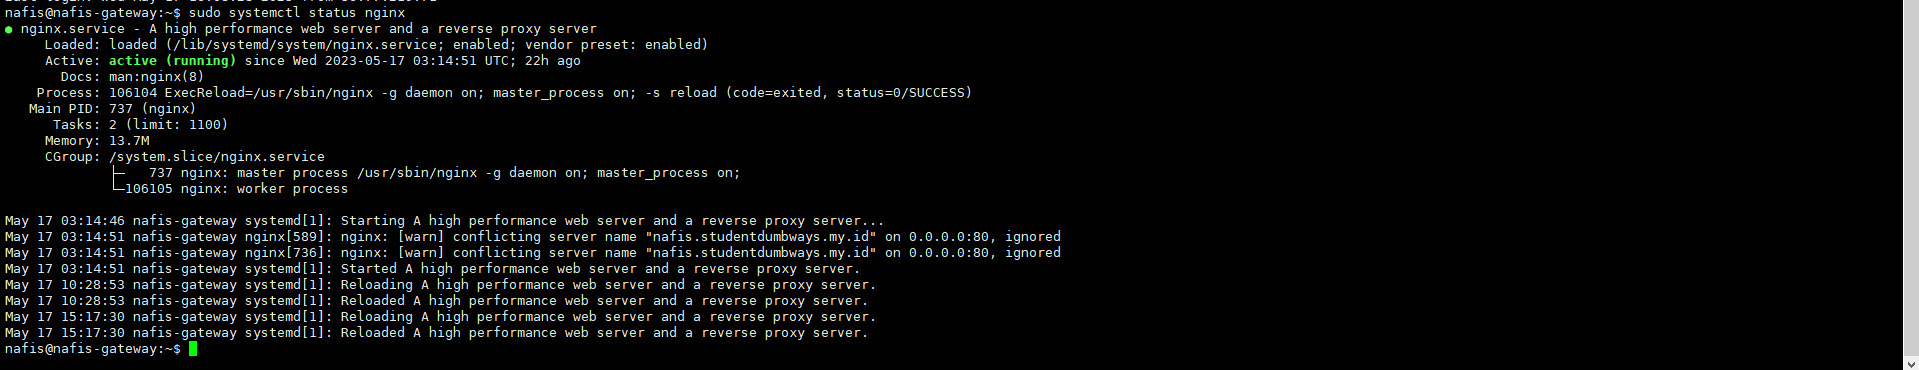 nafis@nafis-gateway:~$ sudo systemctl status nginx
● nginx.service - A high performance web server and a reverse proxy server
     Loaded: loaded (/lib/systemd/system/nginx.service; enabled; vendor preset: enabled)
     Active: active (running) since Wed 2023-05-17 03:14:51 UTC; 22h ago
       Docs: man:nginx(8)
    Process: 106104 ExecReload=/usr/sbin/nginx -g daemon on; master_process on; -s reload (code=exited, status=0/SUCCESS)
   Main PID: 737 (nginx)
      Tasks: 2 (limit: 1100)
     Memory: 13.7M
     CGroup: /system.slice/nginx.service
             ├─   737 nginx: master process /usr/sbin/nginx -g daemon on; master_process on;
             └─106105 nginx: worker process
May 17 03:14:46 nafis-gateway systemd[1]: Starting A high performance web server and a reverse proxy server...
May 17 03:14:51 nafis-gateway nginx[589]: nginx: [warn] conflicting server name "nafis.studentdumbways.my.id" on 0.0.0.0:80, ignored
May 17 03:14:51 nafis-gateway nginx[736]: nginx: [warn] conflicting server name "nafis.studentdumbways.my.id" on 0.0.0.0:80, ignored
May 17 03:14:51 nafis-gateway systemd[1]: Started A high performance web server and a reverse proxy server.
May 17 10:28:53 nafis-gateway systemd[1]: Reloading A high performance web server and a reverse proxy server.
May 17 10:28:53 nafis-gateway systemd[1]: Reloaded A high performance web server and a reverse proxy server.
May 17 15:17:30 nafis-gateway systemd[1]: Reloading A high performance web server and a reverse proxy server.
May 17 15:17:30 nafis-gateway systemd[1]: Reloaded A high performance web server and a reverse proxy server.
nafis@nafis-gateway:~$